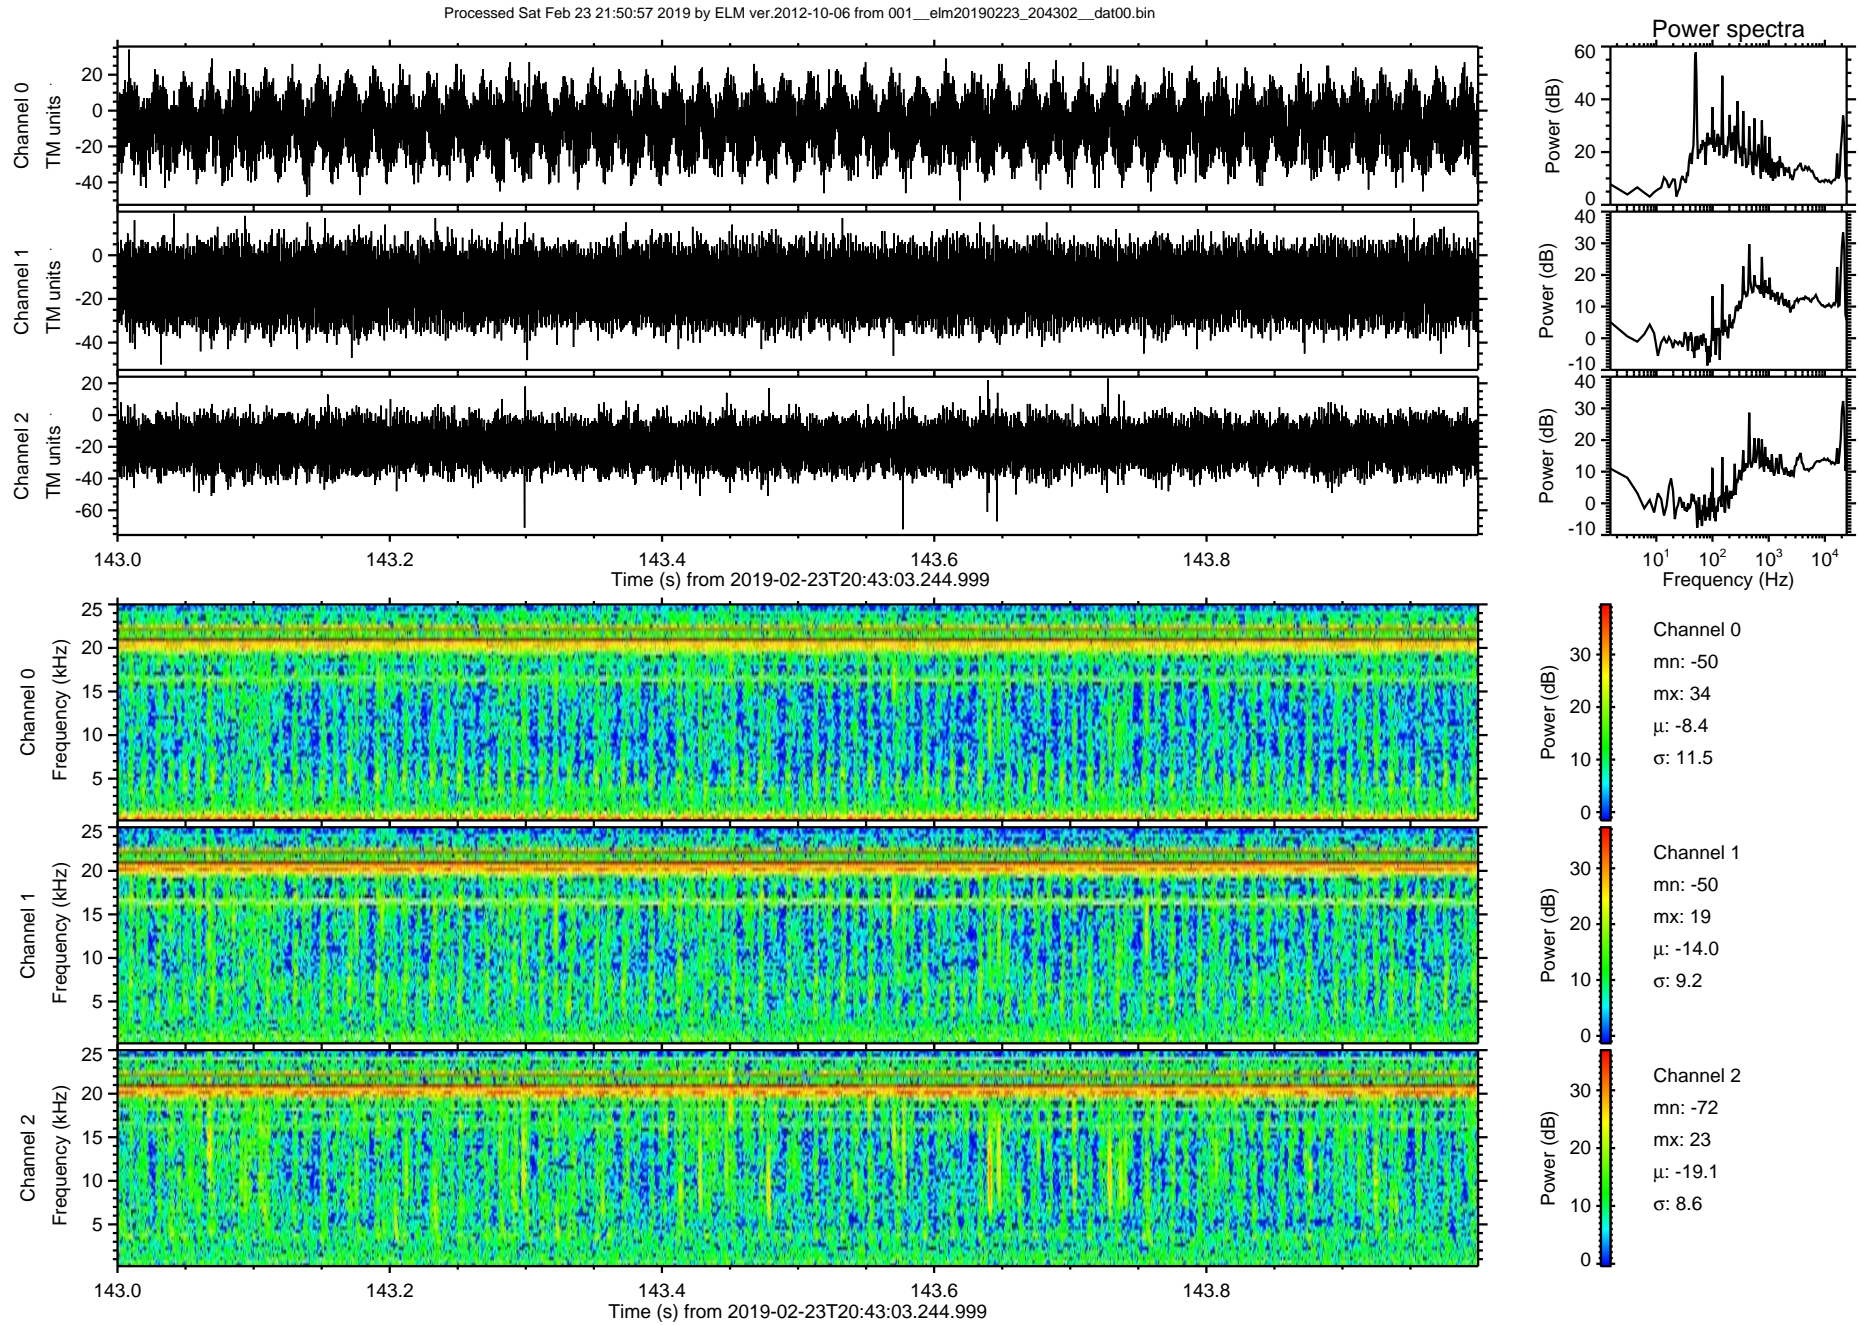 Processed Sat Feb 23 21:50:57 2019 by ELM ver.2012-10-06 from 001__elm20190223_204302__dat00.bin
Power spectra
Channel 0
TM units
20
0
-20
-40
Power (dB)
60
40
20
0
Channel 1
TM units
0
-20
-40
Power (dB)
40
30
20
10
0
-10
Channel 2
TM units
20
0
-20
-40
-60
Power (dB)
40
30
20
10
0
-10
143.0 143.2 143.4 143.6 143.8
Time (s) from 2019-02-23T20:43:03.244.999
10¹ 10² 10³ 10⁴
Frequency (Hz)
Channel 0
Frequency (kHz)
25
20
15
10
5
Power (dB)
30
20
10
0
Channel 0
mn: -50
mx: 34
μ: -8.4
σ: 11.5
Channel 1
Frequency (kHz)
25
20
15
10
5
Power (dB)
30
20
10
0
Channel 1
mn: -50
mx: 19
μ: -14.0
σ: 9.2
Channel 2
Frequency (kHz)
25
20
15
10
5
Power (dB)
30
20
10
0
Channel 2
mn: -72
mx: 23
μ: -19.1
σ: 8.6
143.0 143.2 143.4 143.6 143.8
Time (s) from 2019-02-23T20:43:03.244.999